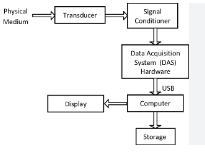 Physical
Medium
Transducer
Signal
Conditioner
Data Acquisition
System (DAS)
Hardware
USB
Display
Computer
Storage